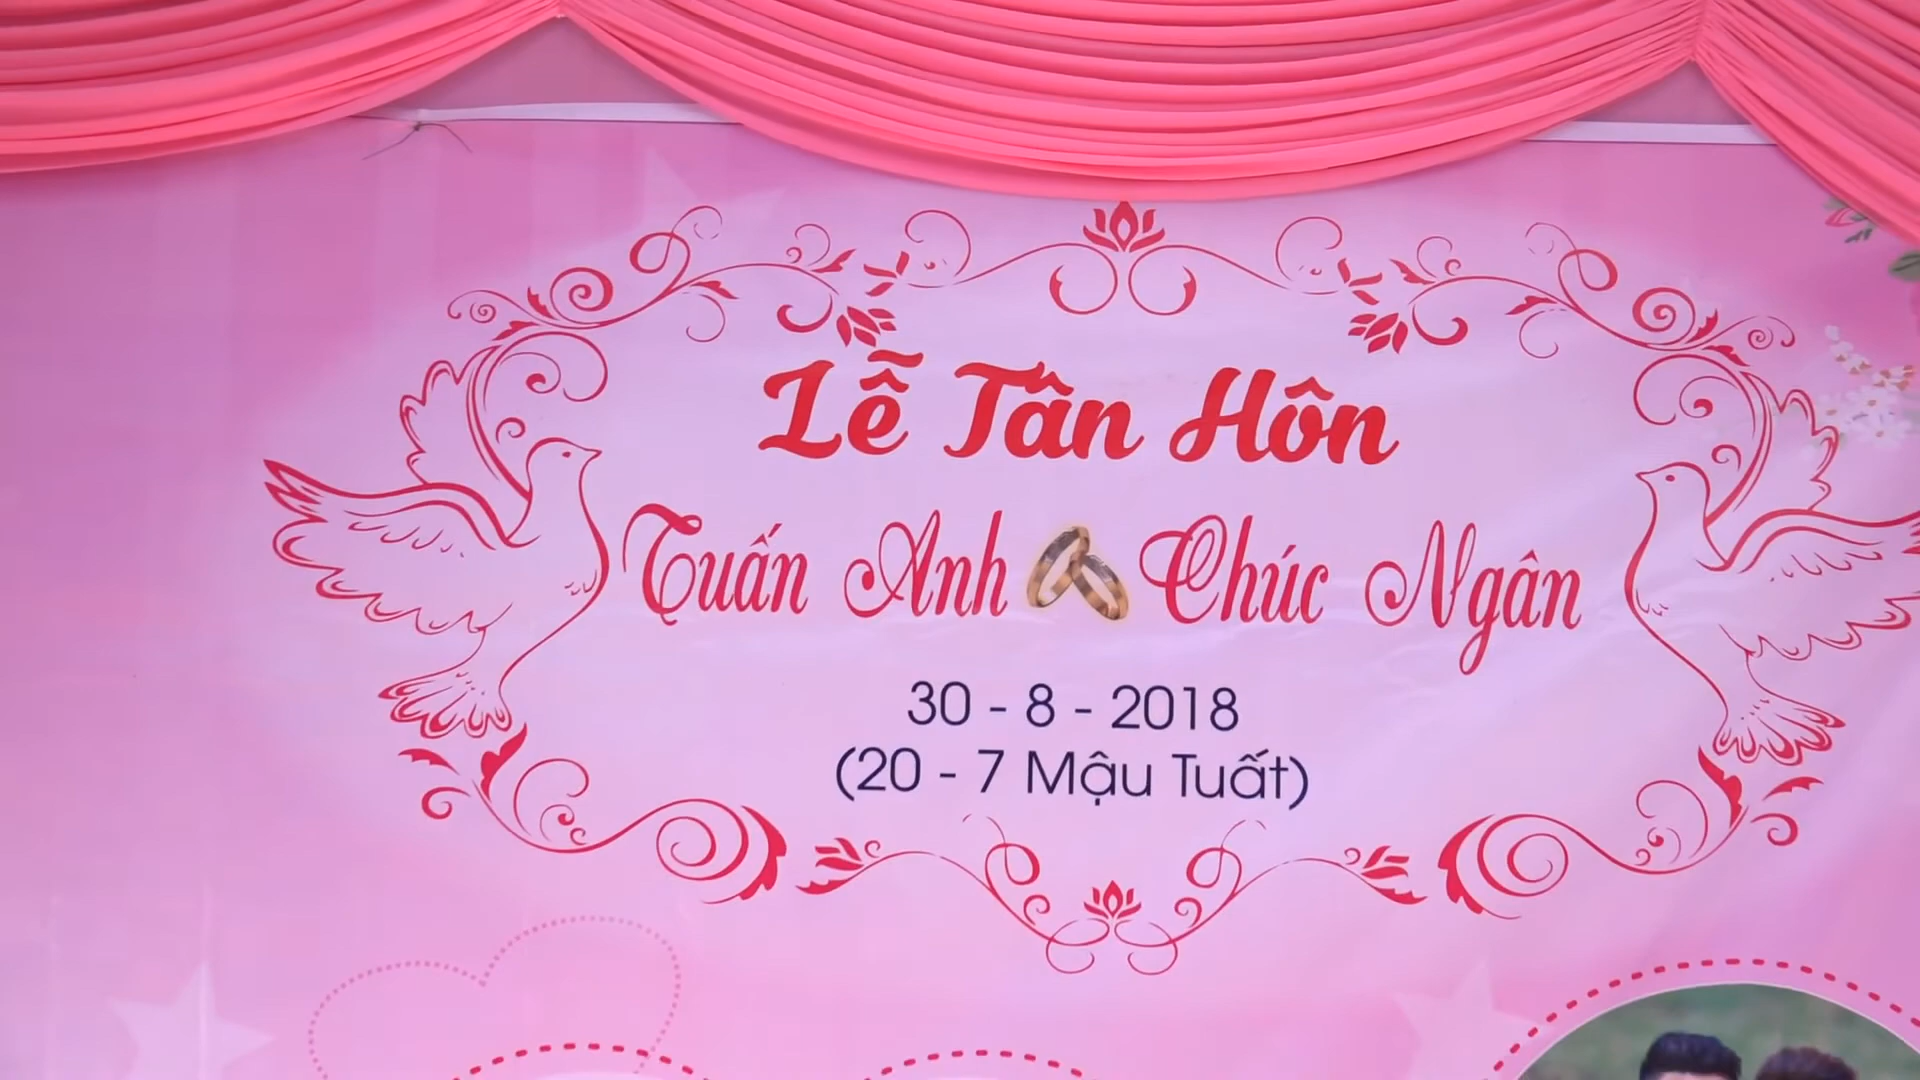 Lễ Tân Hôn
Tuấn Anh Chúc Ngân
30 - 8 - 2018
(20 - 7 Mậu Tuất)